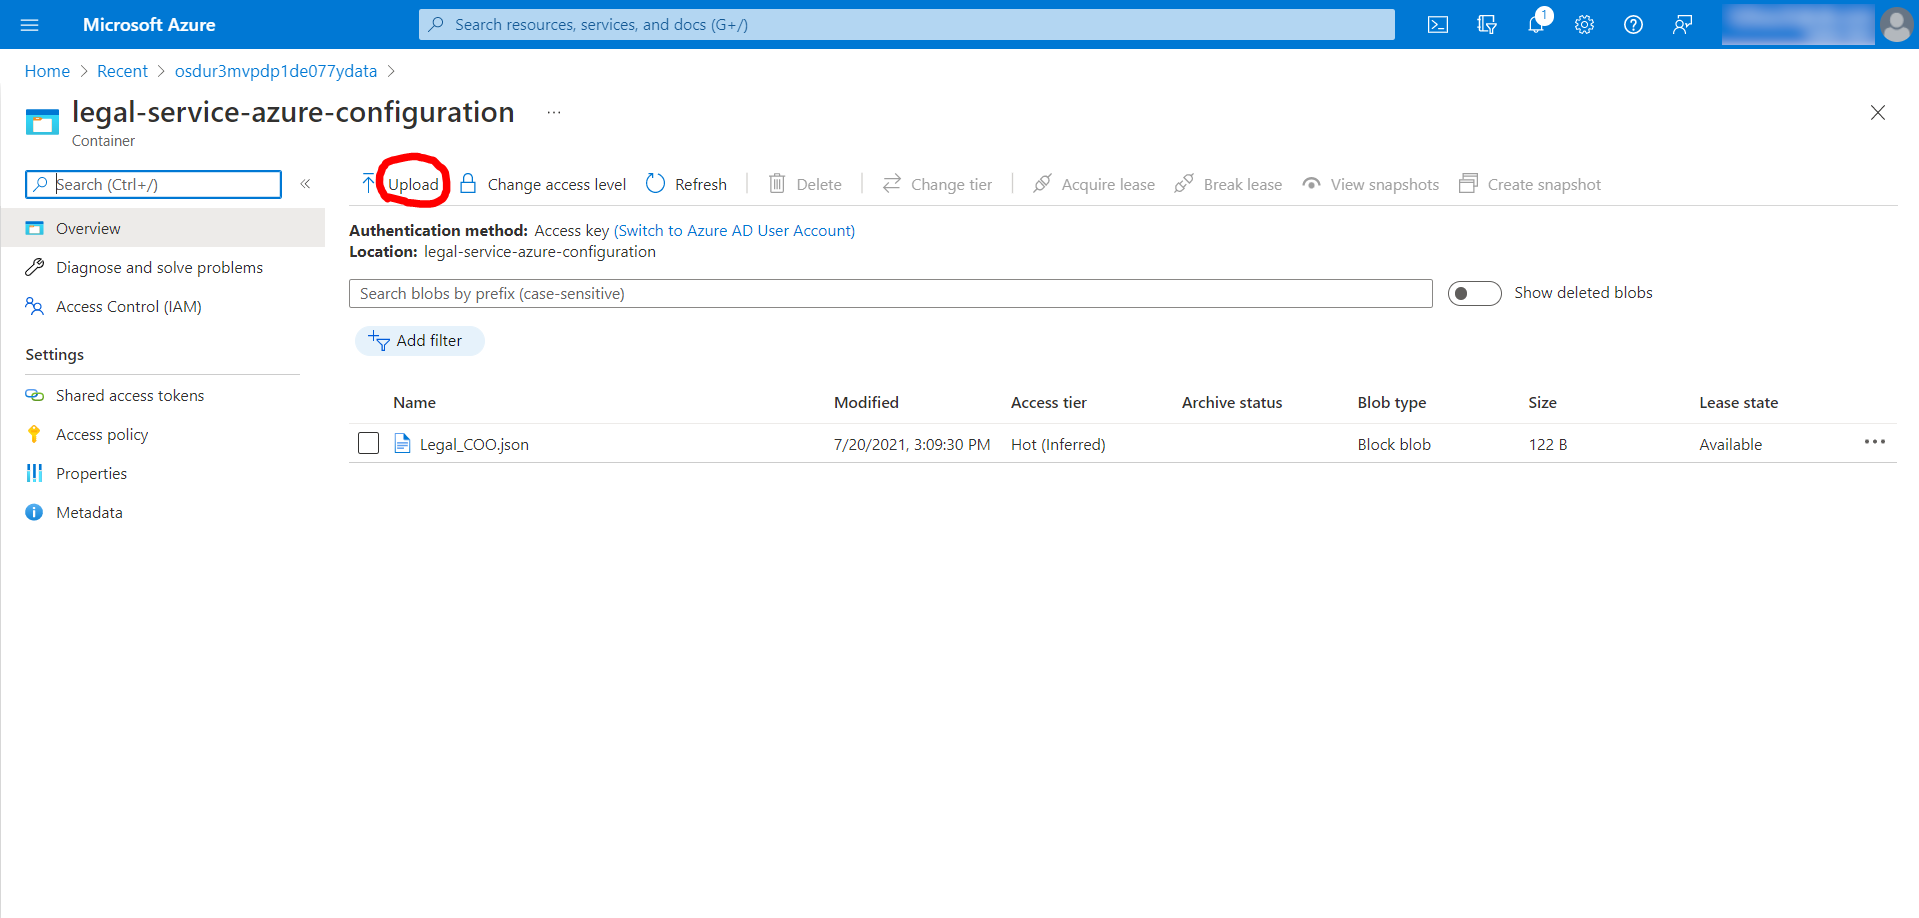 Microsoft Azure
Search resources, services, and docs (G+/)
1
Home > Recent > osdur3mvpdp1de077ydata >
legal-service-azure-configuration ...
Container
Search (Ctrl+/)
«
Upload
Change access level
Refresh
Delete
Change tier
Acquire lease
Break lease
View snapshots
Create snapshot
Overview
Diagnose and solve problems
Access Control (IAM)
Settings
Shared access tokens
Access policy
Properties
Metadata
Authentication method: Access key (Switch to Azure AD User Account)
Location: legal-service-azure-configuration
Search blobs by prefix (case-sensitive)
Show deleted blobs
Add filter
Name Modified Access tier Archive status Blob type Size Lease state
Legal_COO.json 7/20/2021, 3:09:30 PM Hot (Inferred) Block blob 122 B Available